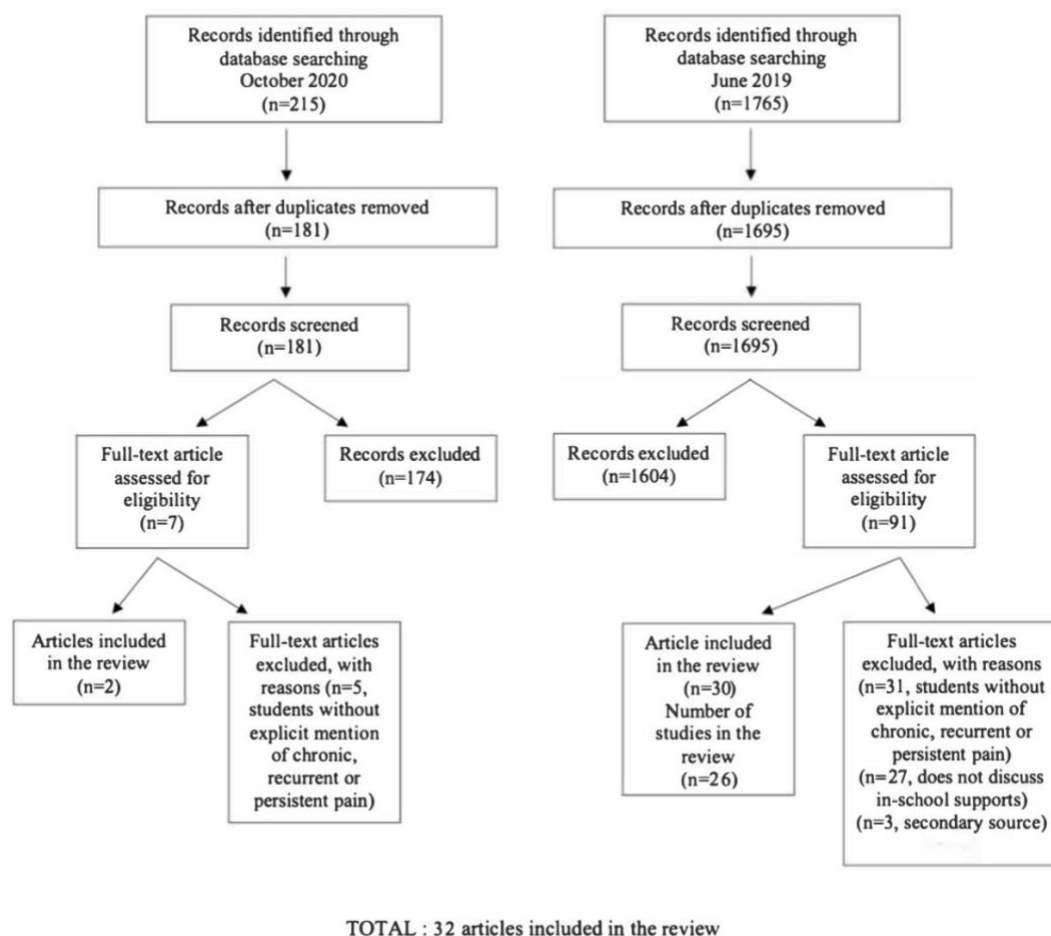 Records identified through
database searching
October 2020
(n=215)
Records after duplicates removed
(n=181)
Records screened
(n=181)
Full-text article
assessed for
eligibility
(n=7)
Records excluded
(n=174)
Articles included
in the review
(n=2)
Full-text articles
excluded, with
reasons (n=5,
students without
explicit mention
of chronic,
recurrent or
persistent pain)
Records identified through
database searching
June 2019
(n=1765)
Records after duplicates removed
(n=1695)
Records screened
(n=1695)
Records excluded
(n=1604)
Full-text article
assessed for
eligibility
(n=91)
Article included
in the review
(n=30)
Number of
studies in the
review
(n=26)
Full-text articles
excluded, with reasons
(n=31, students without
explicit mention of
chronic, recurrent or
persistent pain)
(n=27, does not discuss
in-school supports)
(n=3, secondary source)
TOTAL : 32 articles included in the review